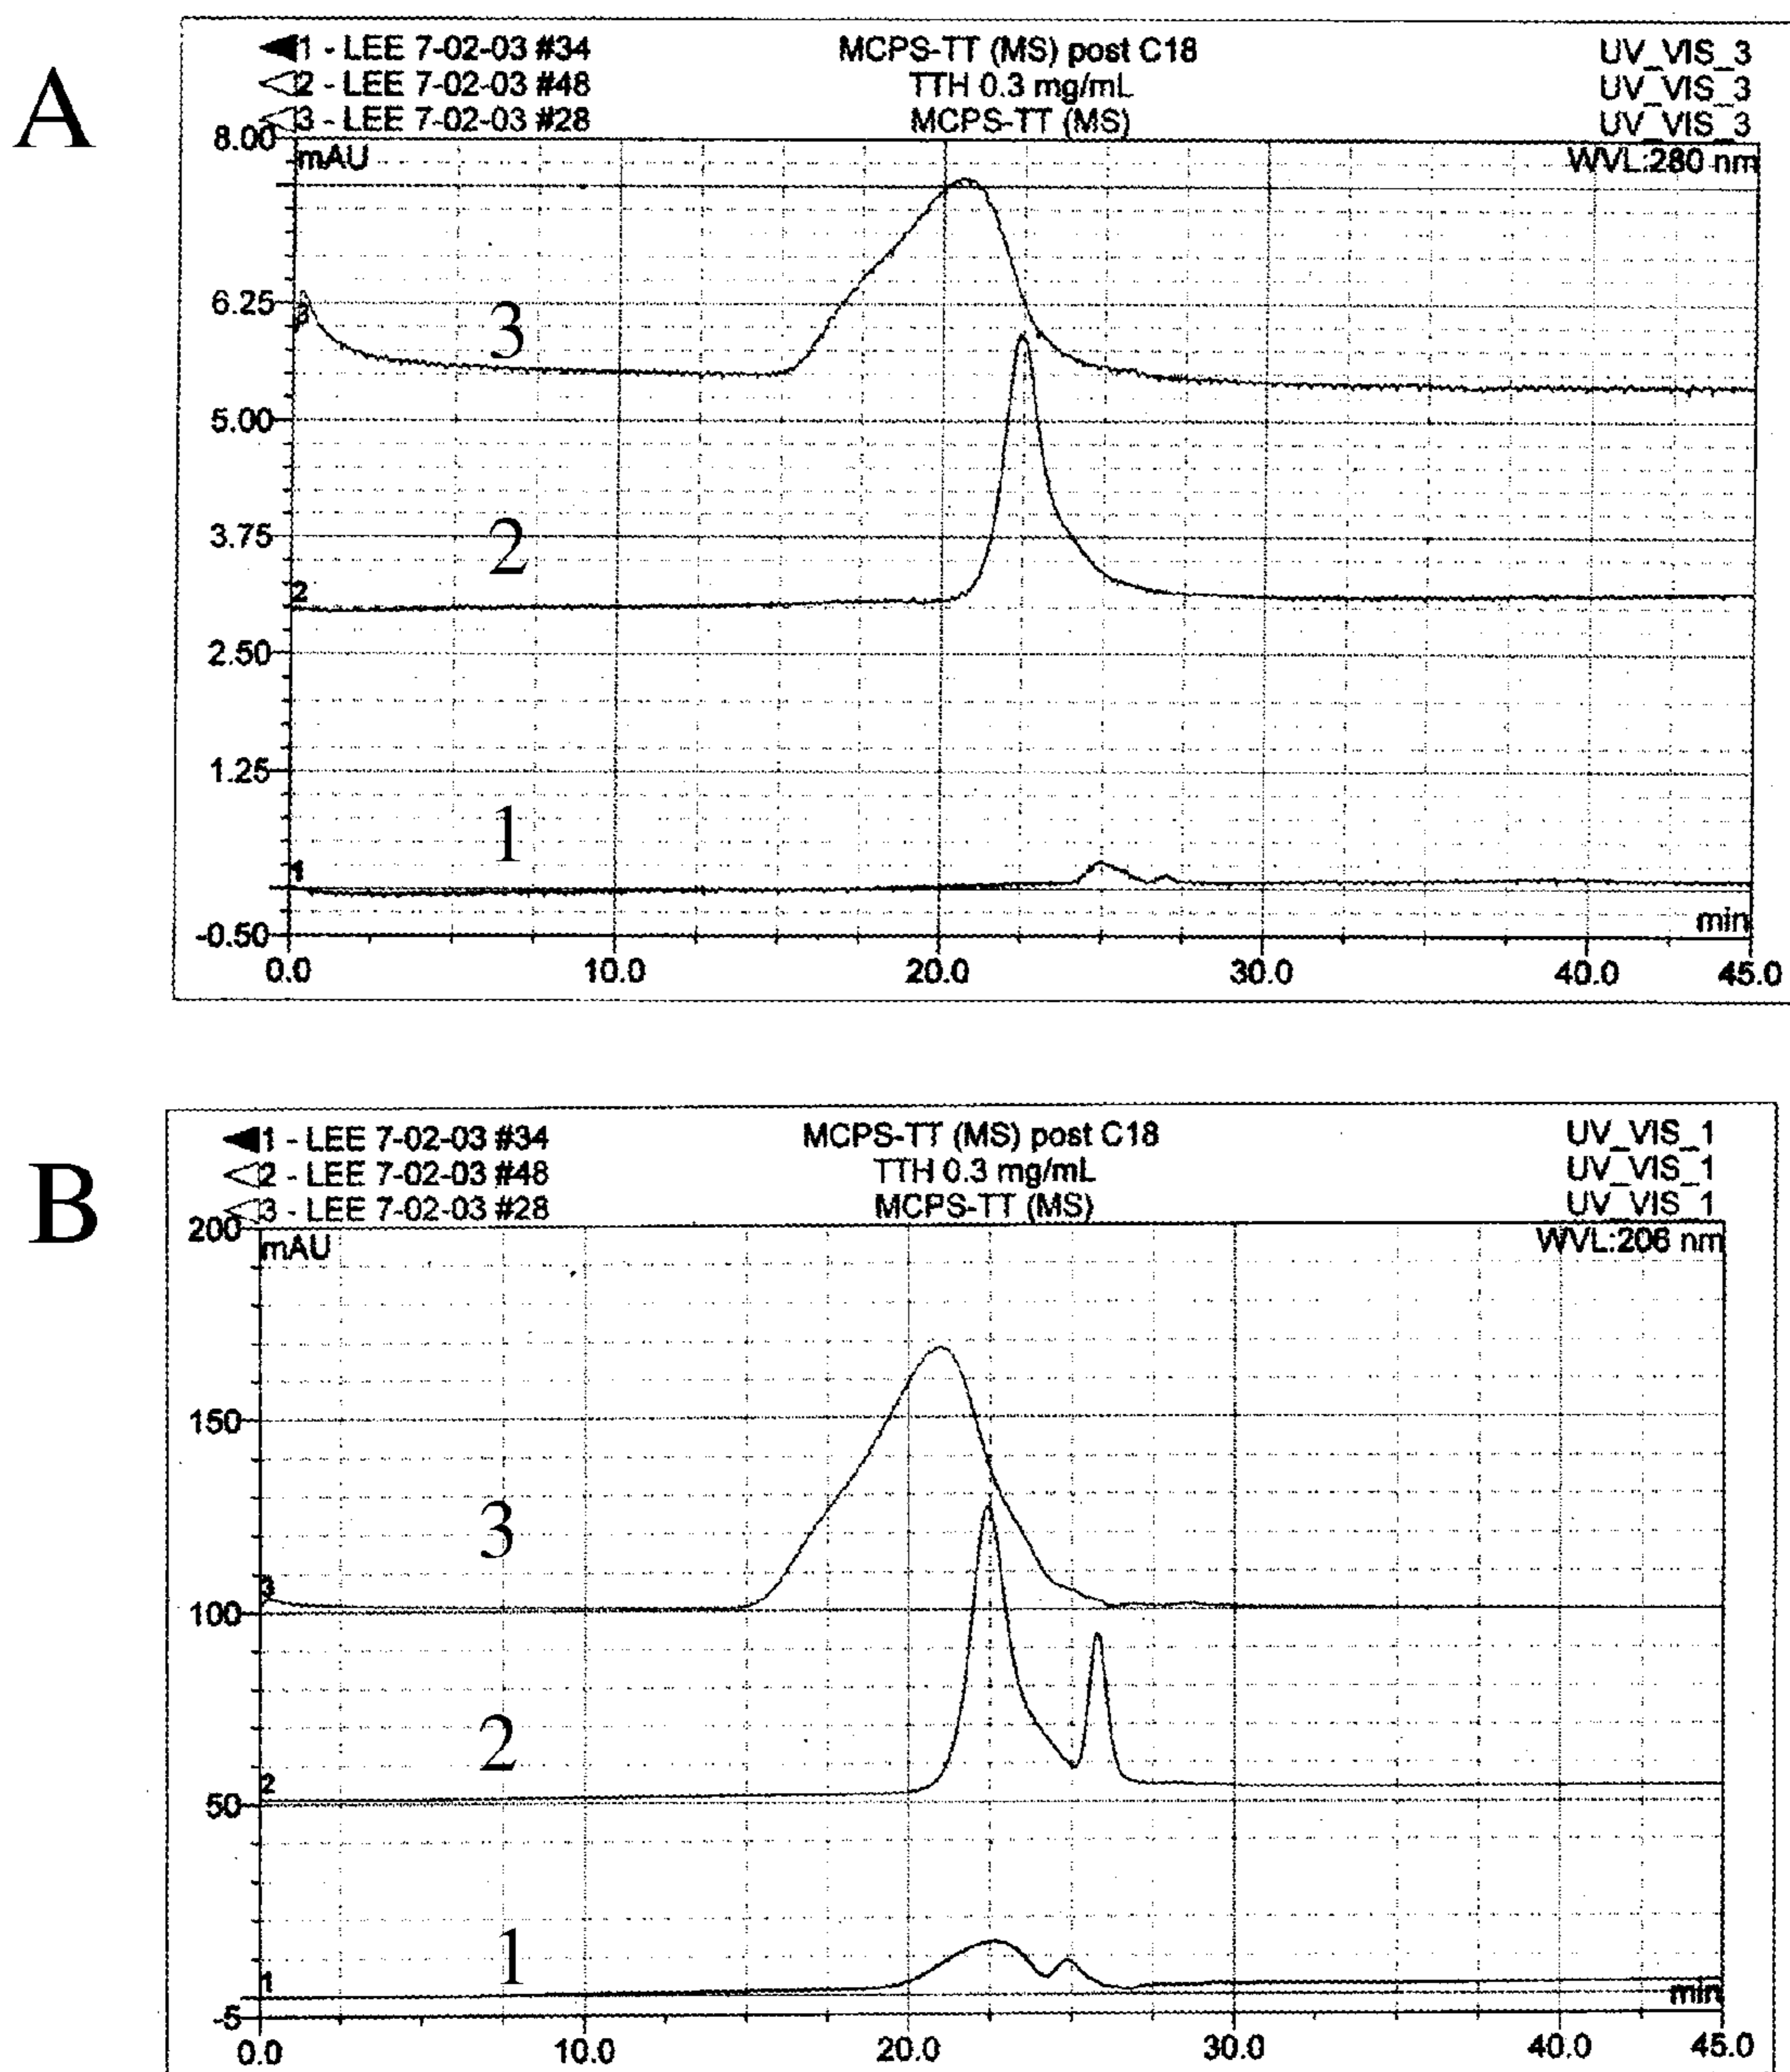 A
1 - LEE 7-02-03 #34 MCPS-TT (MS) post C18 UV_VIS_3
2 - LEE 7-02-03 #48 TTH 0.3 mg/mL UV_VIS_3
3 - LEE 7-02-03 #28 MCPS-TT (MS) UV_VIS_3
8.00
mAU WVL:280 nm
6.25
3
3
5.00
3.75
2
2
2.50
1.25
1
1
-0.50
min
0.0 10.0 20.0 30.0 40.0 45.0
B
1 - LEE 7-02-03 #34 MCPS-TT (MS) post C18 UV_VIS_1
2 - LEE 7-02-03 #48 TTH 0.3 mg/mL UV_VIS_1
3 - LEE 7-02-03 #28 MCPS-TT (MS) UV_VIS_1
200
mAU WVL:206 nm
150
3
3
100
2
2
50
1
1
min
-5
0.0 10.0 20.0 30.0 40.0 45.0